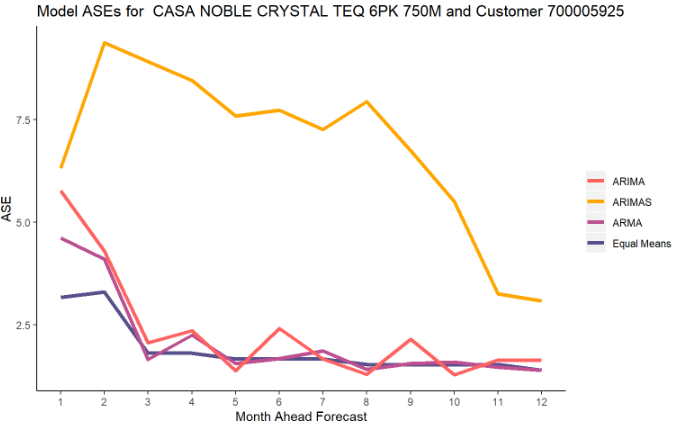 Model ASEs for  CASA NOBLE CRYSTAL TEQ 6PK 750M and Customer 700005925
ASE
7.5
5.0
2.5
1 2 3 4 5 6 7 8 9 10 11 12
Month Ahead Forecast
ARIMA
ARIMAS
ARMA
Equal Means